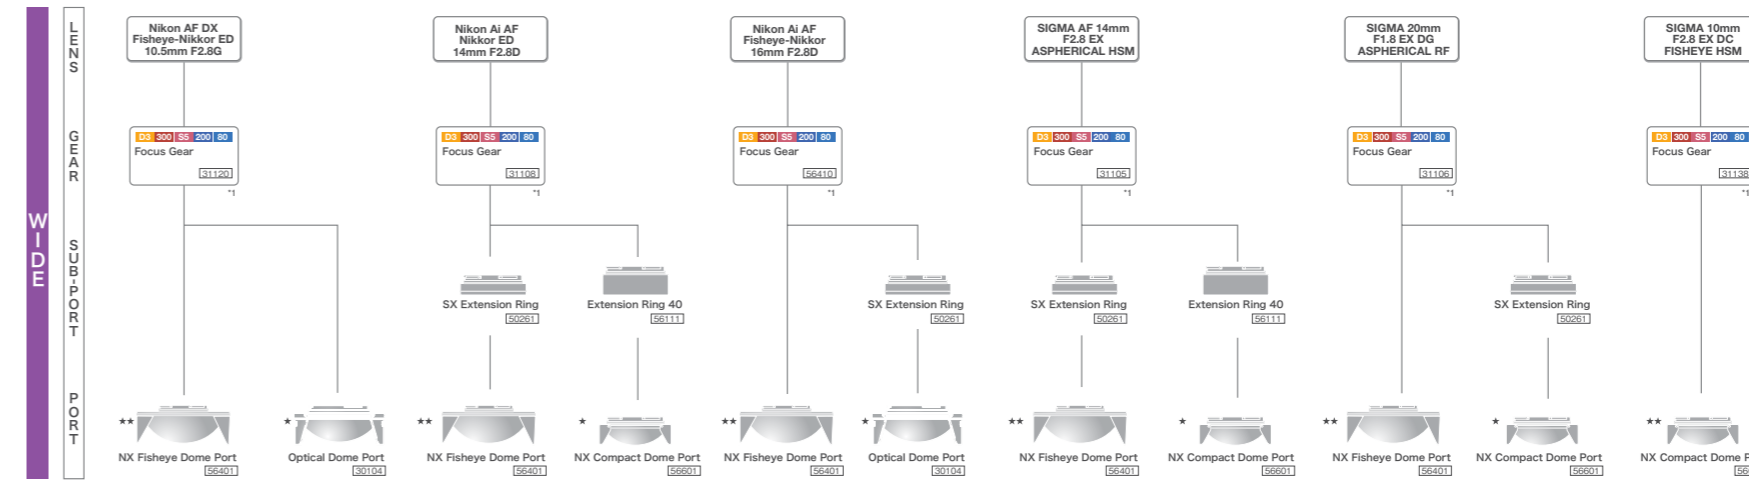 WIDE
LENS
GEAR
SUB-PORT
PORT
Nikon AF DX
Fisheye-Nikkor ED
10.5mm F2.8G
Nikon Ai AF
Nikkor ED
14mm F2.8D
Nikon Ai AF
Fisheye-Nikkor
16mm F2.8D
SIGMA AF 14mm
F2.8 EX
ASPHERICAL HSM
SIGMA 20mm
F1.8 EX DG
ASPHERICAL RF
SIGMA 10mm
F2.8 EX DC
FISHEYE HSM
D3 300 S5 200 80
Focus Gear
31120
*1
D3 300 S5 200 80
Focus Gear
31108
*1
D3 300 S5 200 80
Focus Gear
56410
*1
D3 300 S5 200 80
Focus Gear
31105
*1
D3 300 S5 200 80
Focus Gear
31106
*1
D3 300 S5 200 80
Focus Gear
31138
*1
SX Extension Ring
50261
Extension Ring 40
56111
SX Extension Ring
50261
SX Extension Ring
50261
Extension Ring 40
56111
SX Extension Ring
50261
★★
NX Fisheye Dome Port
56401
★
Optical Dome Port
30104
★★
NX Fisheye Dome Port
56401
★
NX Compact Dome Port
56601
★★
NX Fisheye Dome Port
56401
★
Optical Dome Port
30104
★★
NX Fisheye Dome Port
56401
★
NX Compact Dome Port
56601
★★
NX Fisheye Dome Port
56401
★
NX Compact Dome Port
56601
★★
NX Compact Dome